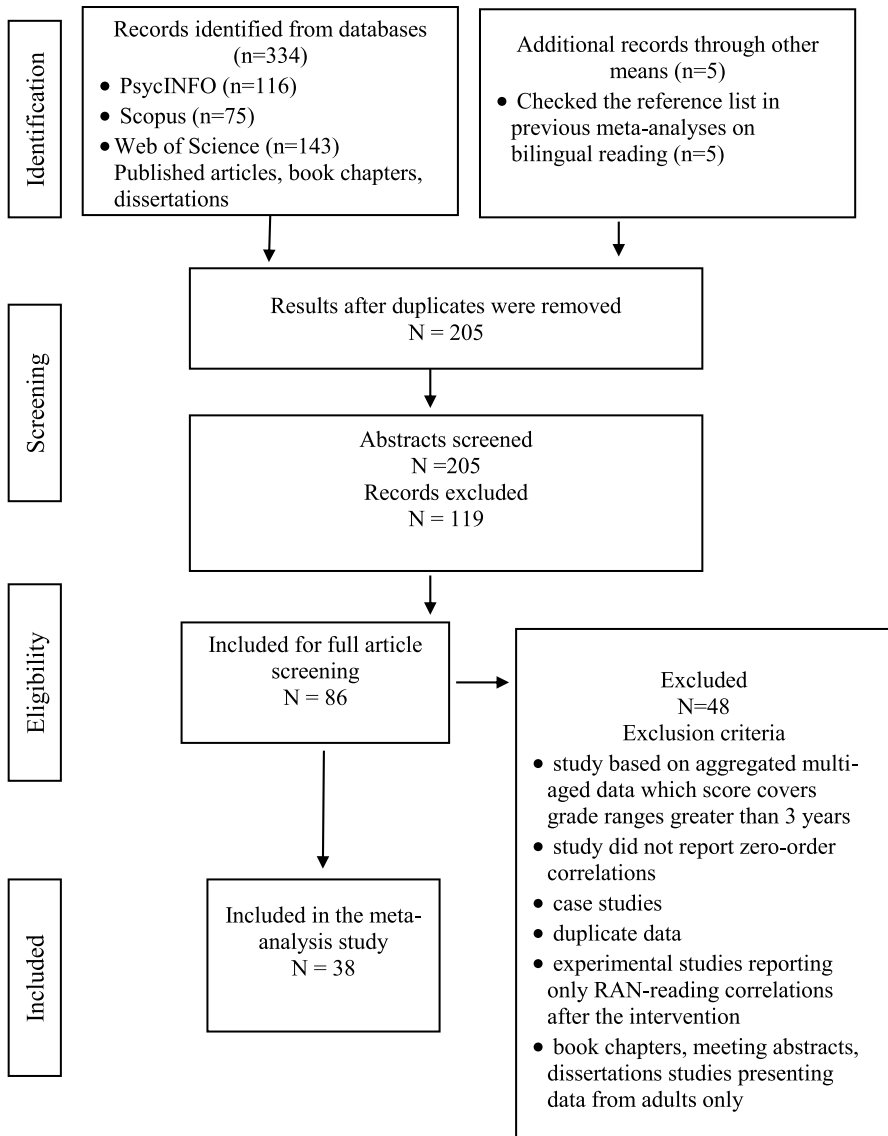 Identification
Records identified from databases
(n=334)
• PsycINFO (n=116)
• Scopus (n=75)
• Web of Science (n=143)
Published articles, book chapters,
dissertations
Additional records through other
means (n=5)
• Checked the reference list in
previous meta-analyses on
bilingual reading (n=5)
Screening
Results after duplicates were removed
N = 205
Abstracts screened
N =205
Records excluded
N = 119
Eligibility
Included for full article
screening
N = 86
Excluded
N=48
Exclusion criteria
• study based on aggregated multi-
aged data which score covers
grade ranges greater than 3 years
• study did not report zero-order
correlations
• case studies
• duplicate data
• experimental studies reporting
only RAN-reading correlations
after the intervention
• book chapters, meeting abstracts,
dissertations studies presenting
data from adults only
Included
Included in the meta-
analysis study
N = 38